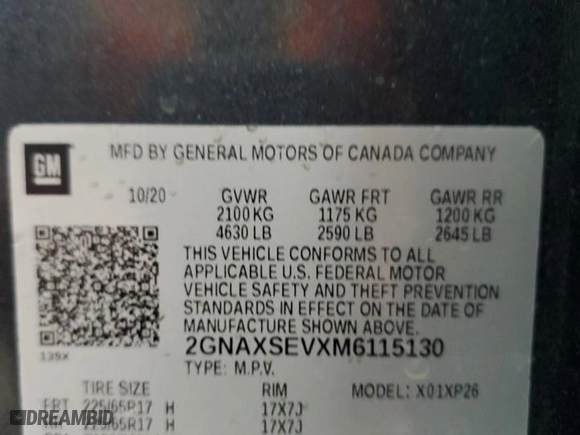 GM
MFD BY GENERAL MOTORS OF CANADA COMPANY
10/20 GVWR GAWR FRT GAWR RR
2100 KG 1175 KG 1200 KG
4630 LB 2590 LB 2645 LB
THIS VEHICLE CONFORMS TO ALL
APPLICABLE U.S. FEDERAL MOTOR
VEHICLE SAFETY AND THEFT PREVENTION
STANDARDS IN EFFECT ON THE DATE OF
MANUFACTURE SHOWN ABOVE.
139X
2GNAXSEVXM6115130
TYPE: M.P.V. MODEL: X01XP26
TIRE SIZE RIM
FRT 225/65R17 H 17X7J
225/65R17 H 17X7J
DREAMBID